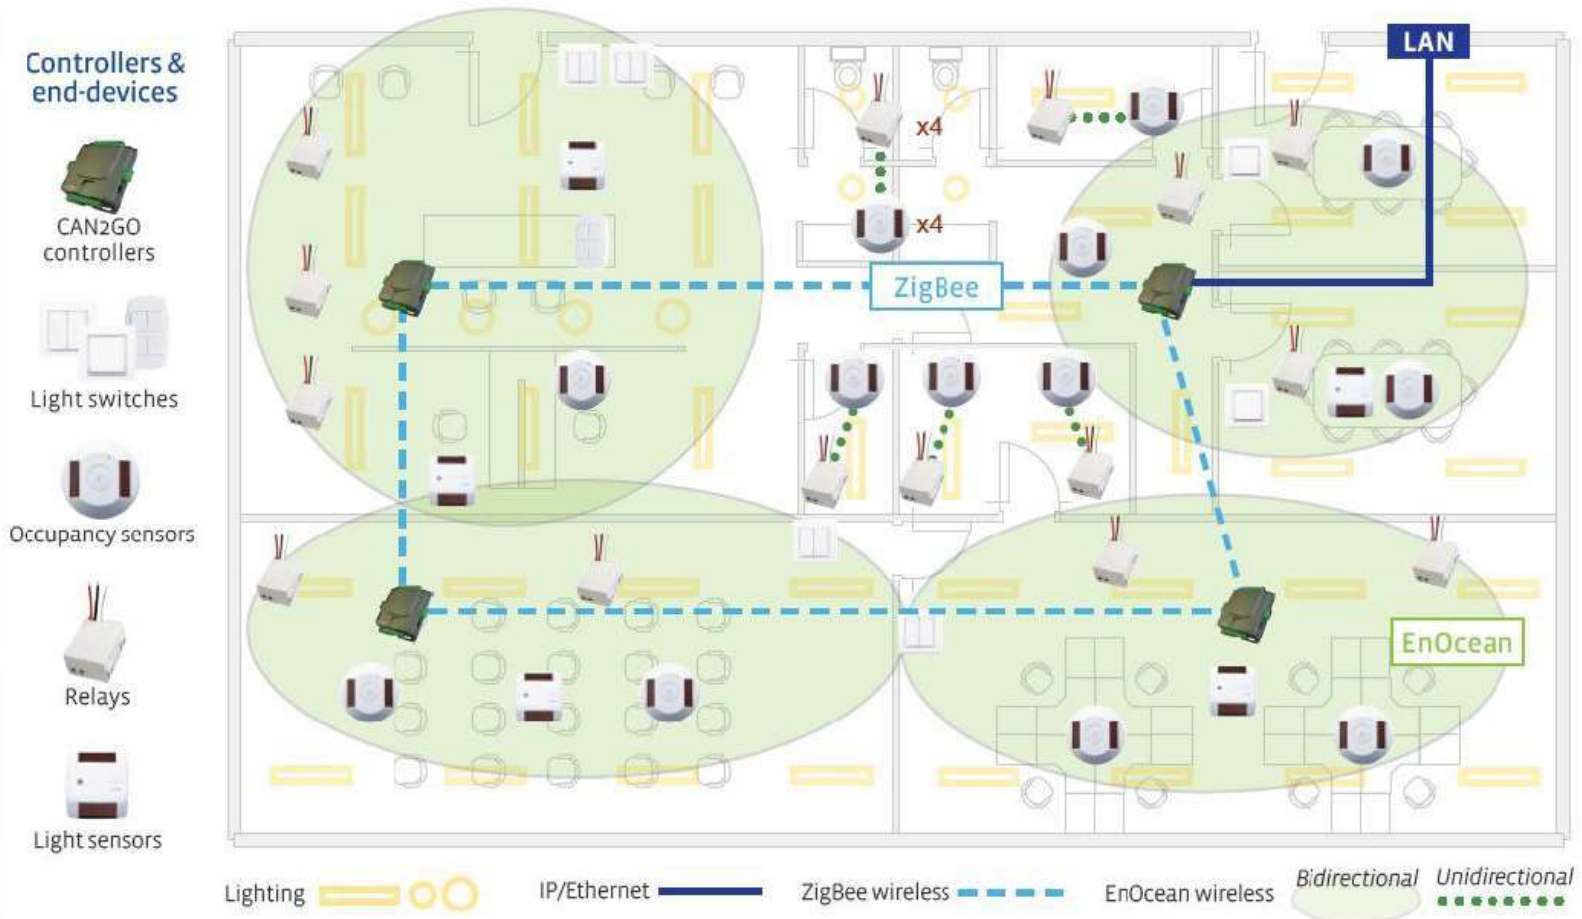 Controllers &
end-devices
CAN2GO
controllers
Light switches
Occupancy sensors
Relays
Light sensors
LAN
x4
x4
ZigBee
EnOcean
Lighting
IP/Ethernet
ZigBee wireless
EnOcean wireless
Bidirectional
Unidirectional